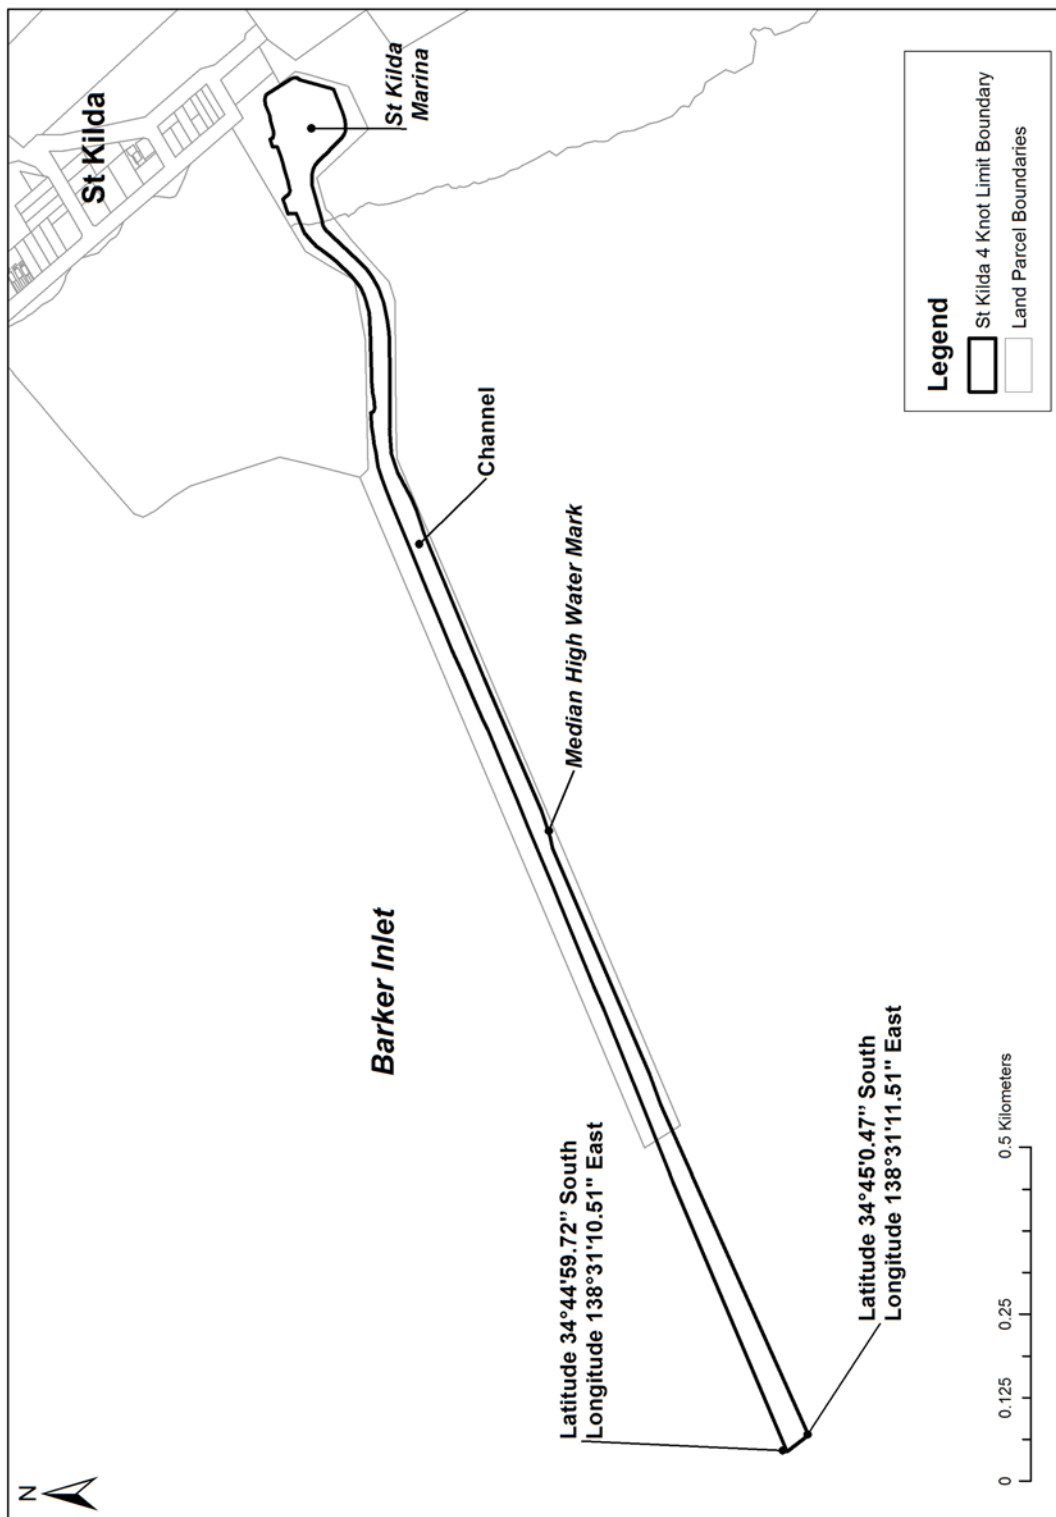 N
St Kilda
St Kilda
Marina
Channel
Median High Water Mark
Barker Inlet
Latitude 34°44'59.72" South
Longitude 138°31'10.51" East
Latitude 34°45'0.47" South
Longitude 138°31'11.51" East
0
0.125
0.25
0.5 Kilometers
Legend
St Kilda 4 Knot Limit Boundary
Land Parcel Boundaries